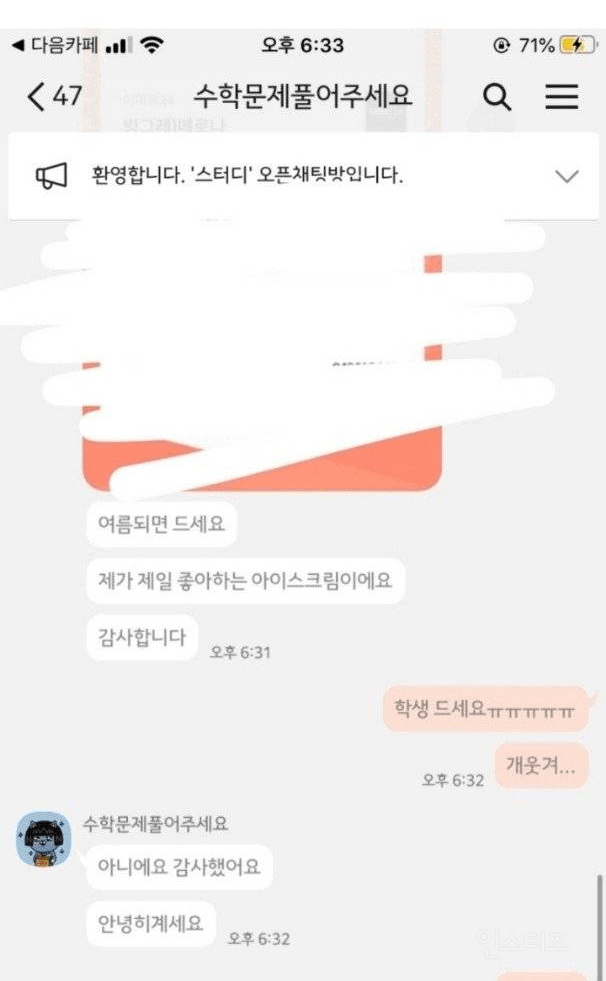 ◀ 다음카페
오후 6:33
71%
47
수학문제풀어주세요
빙그레)메로나
환영합니다. '스터디' 오픈채팅방입니다.
여름되면 드세요
제가 제일 좋아하는 아이스크림이에요
감사합니다
오후 6:31
학생 드세요ㅠㅠㅠㅠㅠ
개웃겨...
오후 6:32
수학문제풀어주세요
아니에요 감사했어요
안녕히계세요
오후 6:32
인스티즈